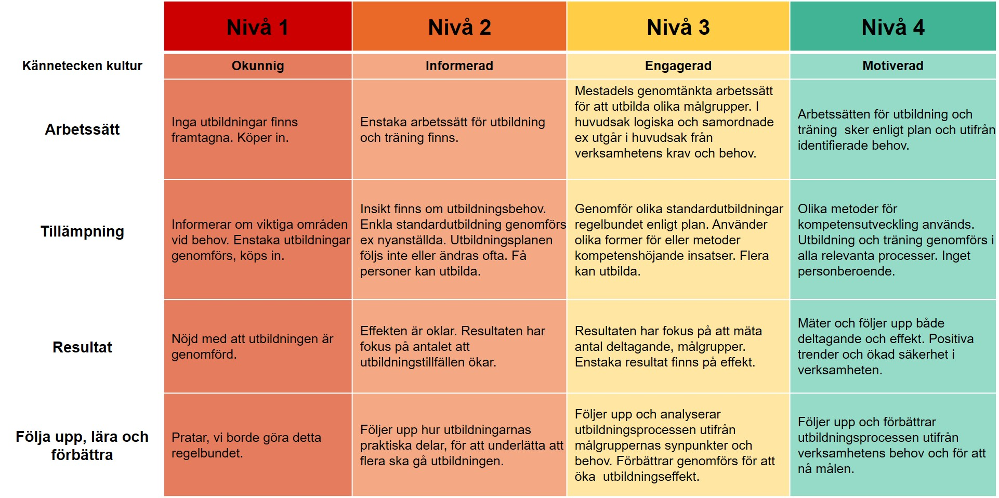 Nivå 1
Nivå 2
Nivå 3
Nivå 4
Kännetecken kultur
Okunnig
Informerad
Engagerad
Motiverad
Arbetssätt
Inga utbildningar finns
framtagna. Köper in.
Enstaka arbetssätt för utbildning
och träning finns.
Mestadels genomtänkta arbetssätt
för att utbilda olika målgrupper. I
huvudsak logiska och samordnade
ex utgår i huvudsak från
verksamhetens krav och behov.
Arbetssätten för utbildning och
träning  sker enligt plan och utifrån
identifierade behov.
Tillämpning
Informerar om viktiga områden
vid behov. Enstaka utbildningar
genomförs, köps in.
Insikt finns om utbildningsbehov.
Enkla standardutbildning genomförs
ex nyanställda. Utbildningsplanen
följs inte eller ändras ofta. Få
personer kan utbilda.
Genomför olika standardutbildningar
regelbundet enligt plan. Använder
olika former för eller metoder
kompetenshöjande insatser. Flera
kan utbilda.
Olika metoder för
kompetensutveckling används.
Utbildning och träning genomförs i
alla relevanta processer. Inget
personberoende.
Resultat
Nöjd med att utbildningen är
genomförd.
Effekten är oklar. Resultaten har
fokus på antalet att
utbildningstillfällen ökar.
Resultaten har fokus på att mäta
antal deltagande, målgrupper.
Enstaka resultat finns på effekt.
Mäter och följer upp både
deltagande och effekt. Positiva
trender och ökad säkerhet i
verksamheten.
Följa upp, lära och
förbättra
Pratar, vi borde göra detta
regelbundet.
Följer upp hur utbildningarnas
praktiska delar, för att underlätta att
flera ska gå utbildningen.
Följer upp och analyserar
utbildningsprocessen utifrån
målgruppernas synpunkter och
behov. Förbättrar genomförs för att
öka  utbildningseffekt.
Följer upp och förbättrar
utbildningsprocessen utifrån
verksamhetens behov och för att
nå målen.